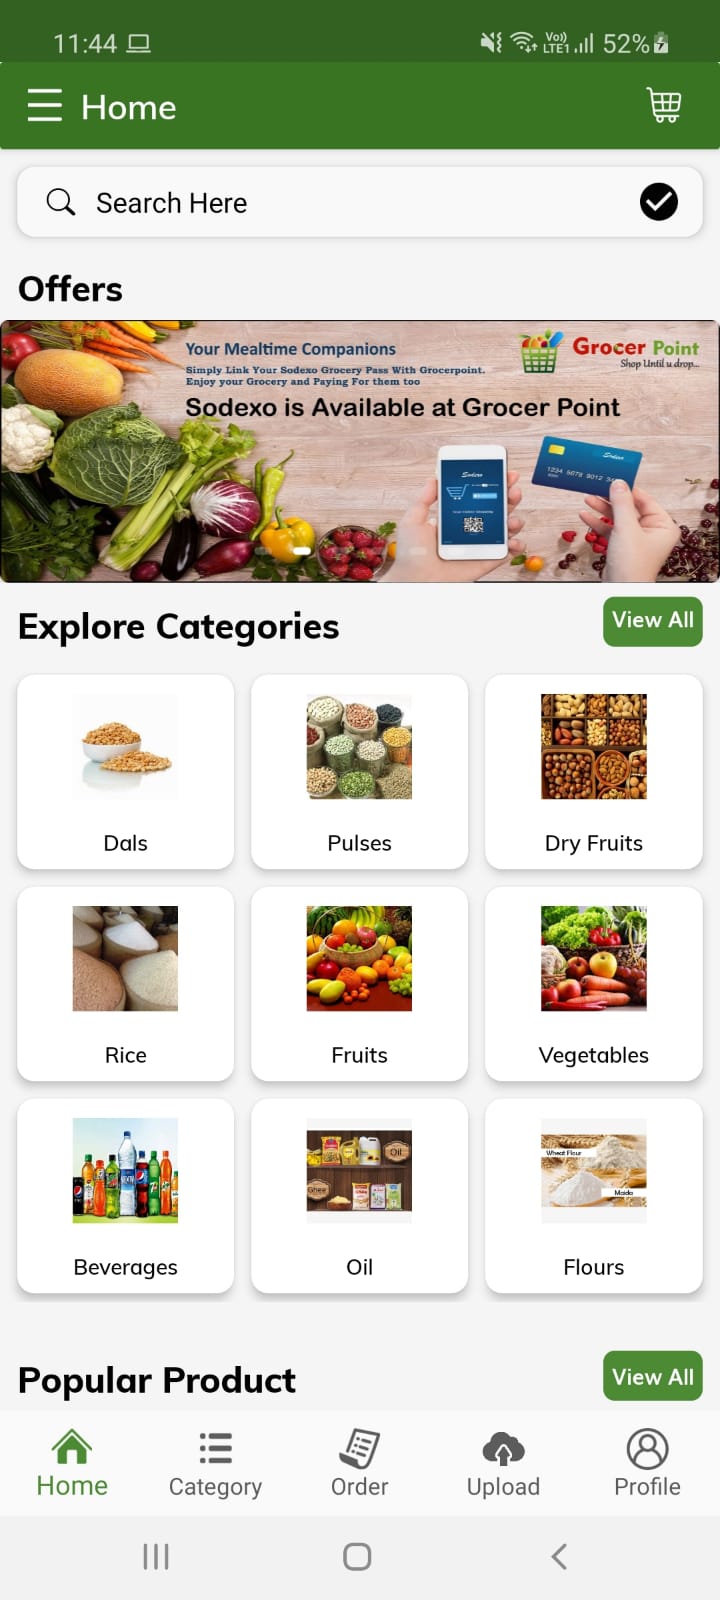 11:44
Vo))
LTE1
52%
Home
Search Here
Offers
Your Mealtime Companions
Simply Link Your Sodexo Grocery Pass With Grocerpoint.
Enjoy your Grocery and Paying For them too
Sodexo is Available at Grocer Point
Grocer Point
Shop Until u drop...
Sodexo
Sodexo
1234 5678 9012
Explore Categories
View All
Dals
Pulses
Dry Fruits
Rice
Fruits
Vegetables
Oil
Ghee
Wheat Flour
Maida
Beverages
Oil
Flours
Popular Product
View All
Home
Category
Order
Upload
Profile